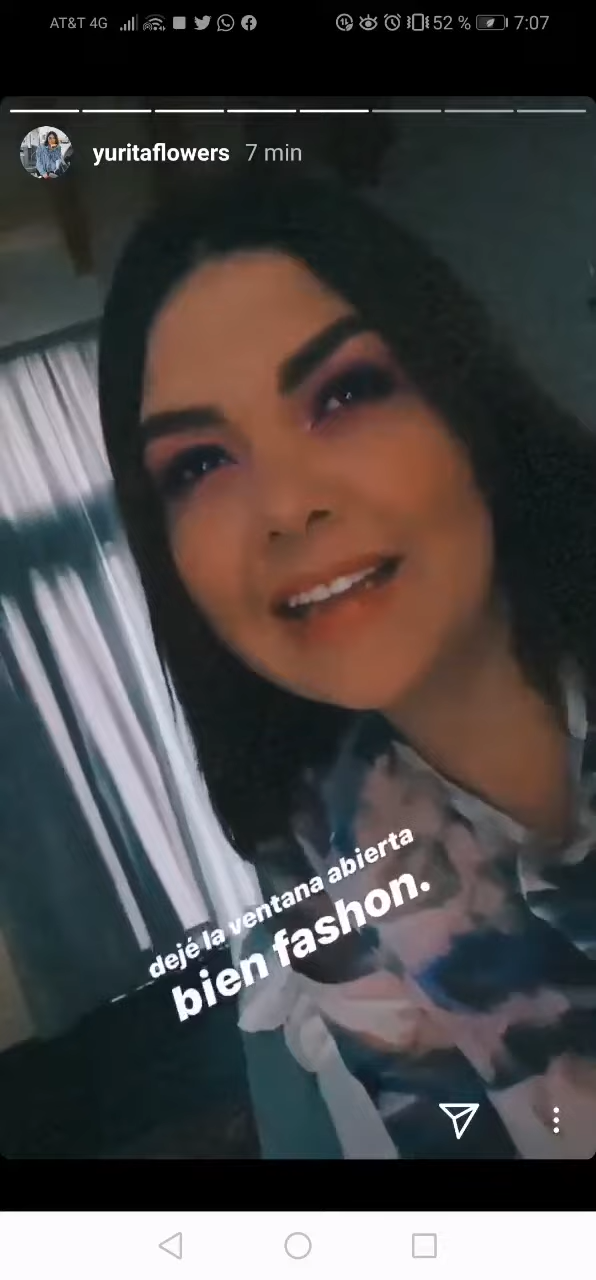 AT&T 4G 52 % 7:07
yuritaflowers 7 min
dejé la ventana abierta
bien fashon.